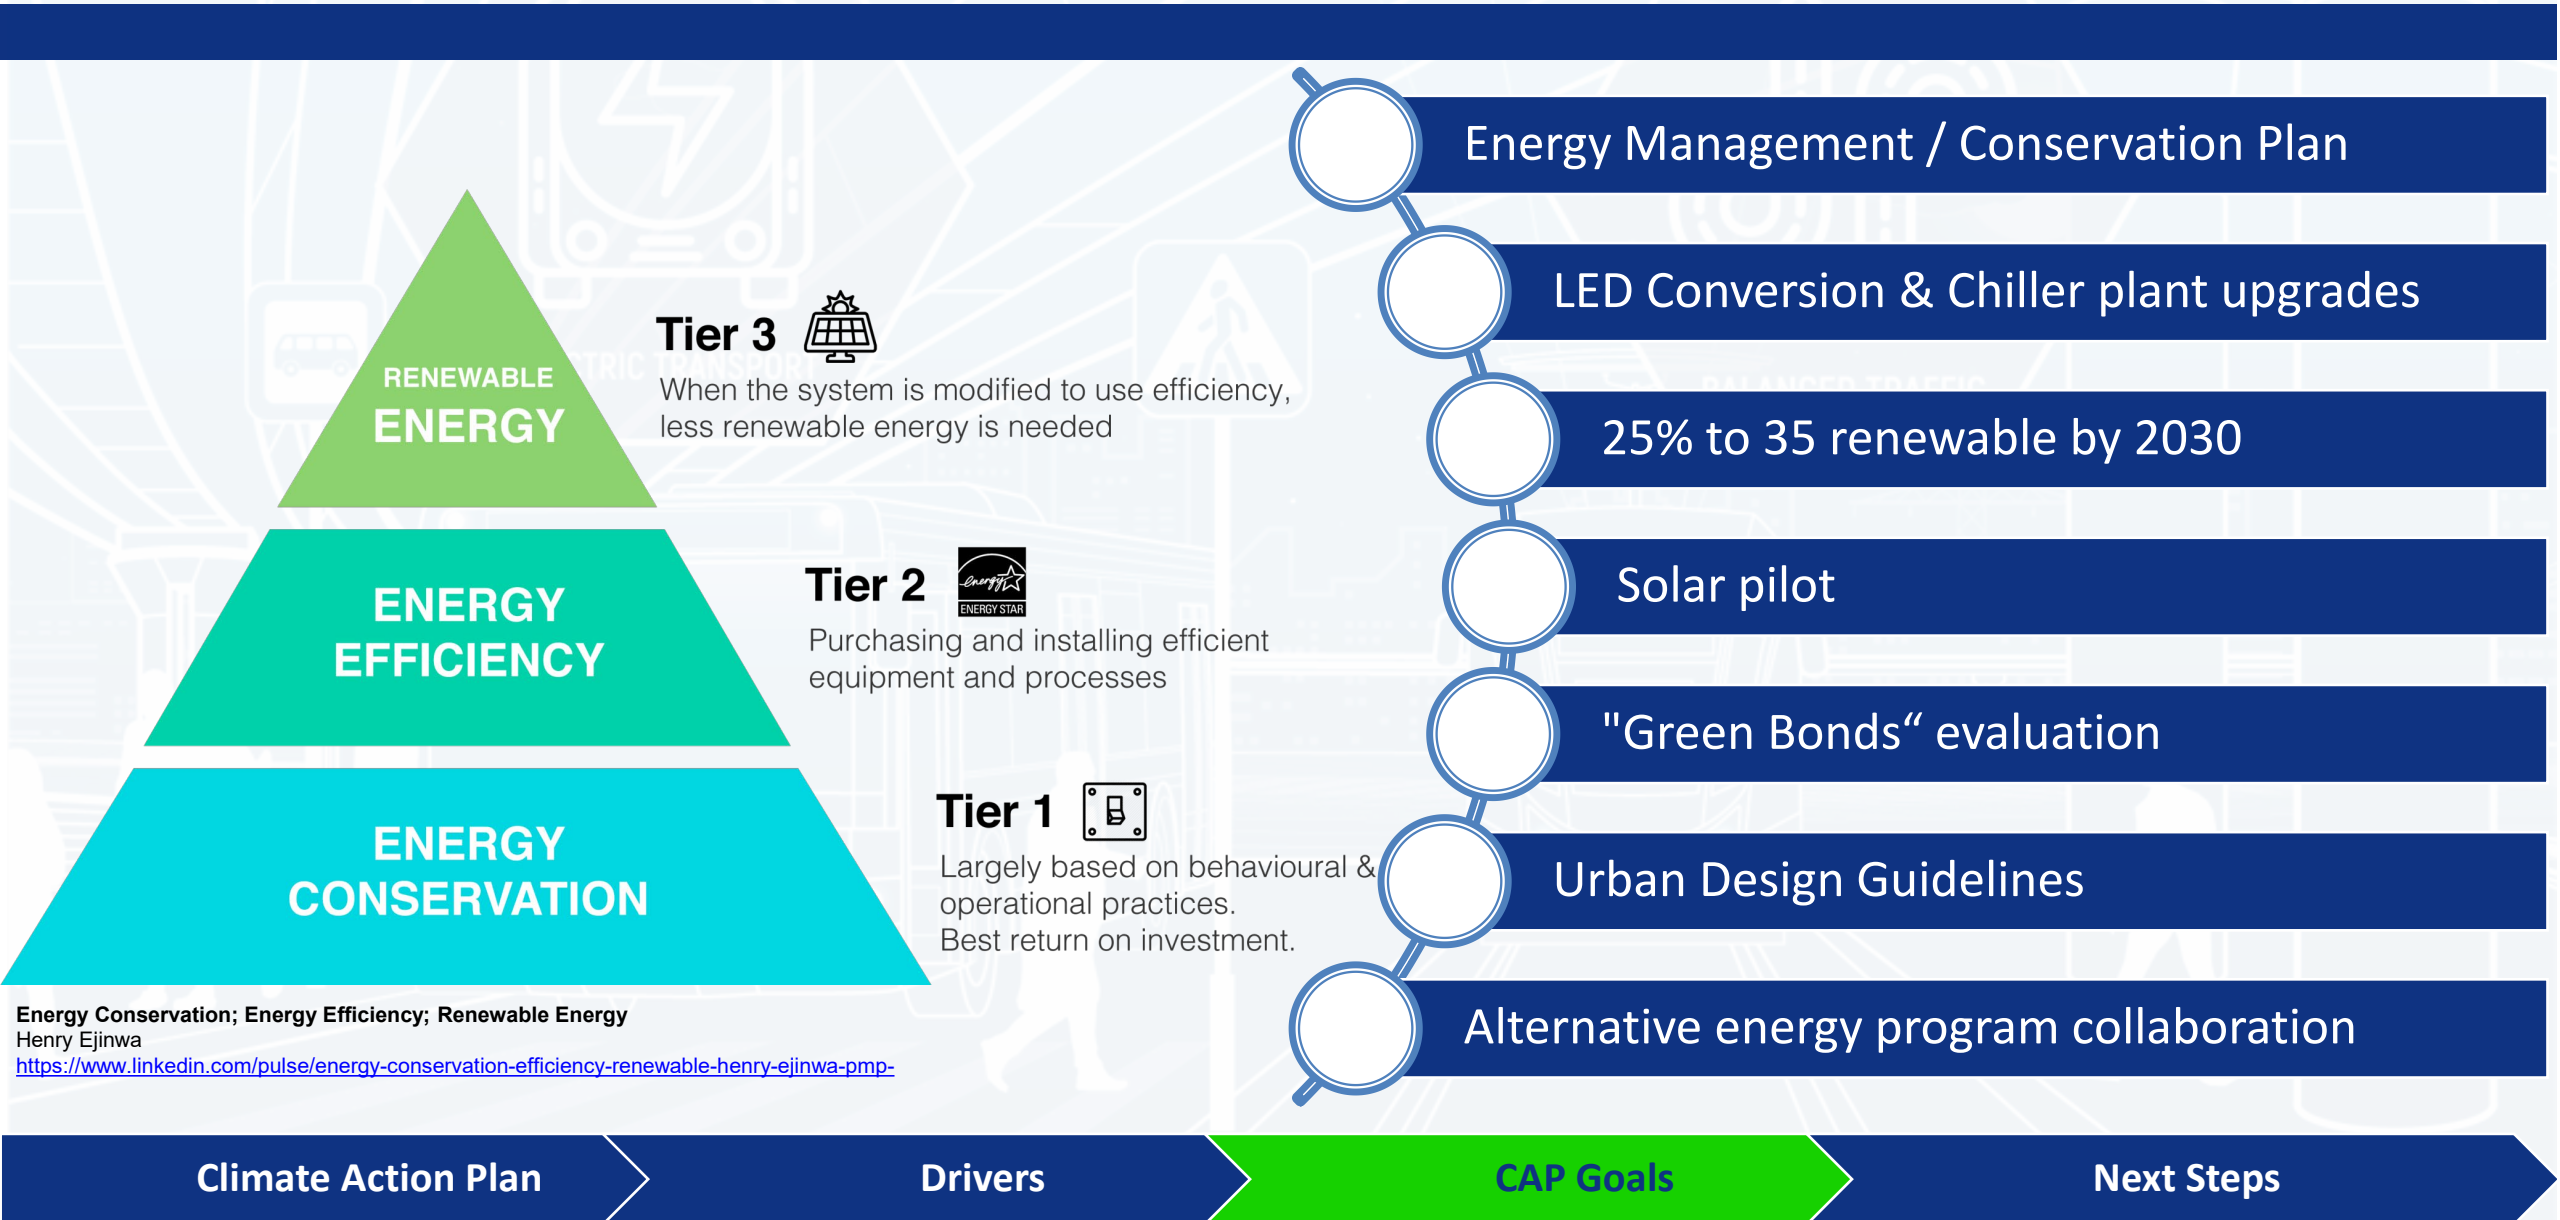 RENEWABLE
ENERGY
Tier 3
When the system is modified to use efficiency,
less renewable energy is needed
ENERGY
EFFICIENCY
Tier 2
energy
ENERGY STAR
Purchasing and installing efficient
equipment and processes
ENERGY
CONSERVATION
Tier 1
Largely based on behavioural &
operational practices.
Best return on investment.
Energy Conservation; Energy Efficiency; Renewable Energy
Henry Ejinwa
https://www.linkedin.com/pulse/energy-conservation-efficiency-renewable-henry-ejinwa-pmp-
Energy Management / Conservation Plan
LED Conversion & Chiller plant upgrades
25% to 35 renewable by 2030
Solar pilot
"Green Bonds“ evaluation
Urban Design Guidelines
Alternative energy program collaboration
TRIC TRANSPORT
BALANCED TRAFFIC
Climate Action Plan
Drivers
CAP Goals
Next Steps